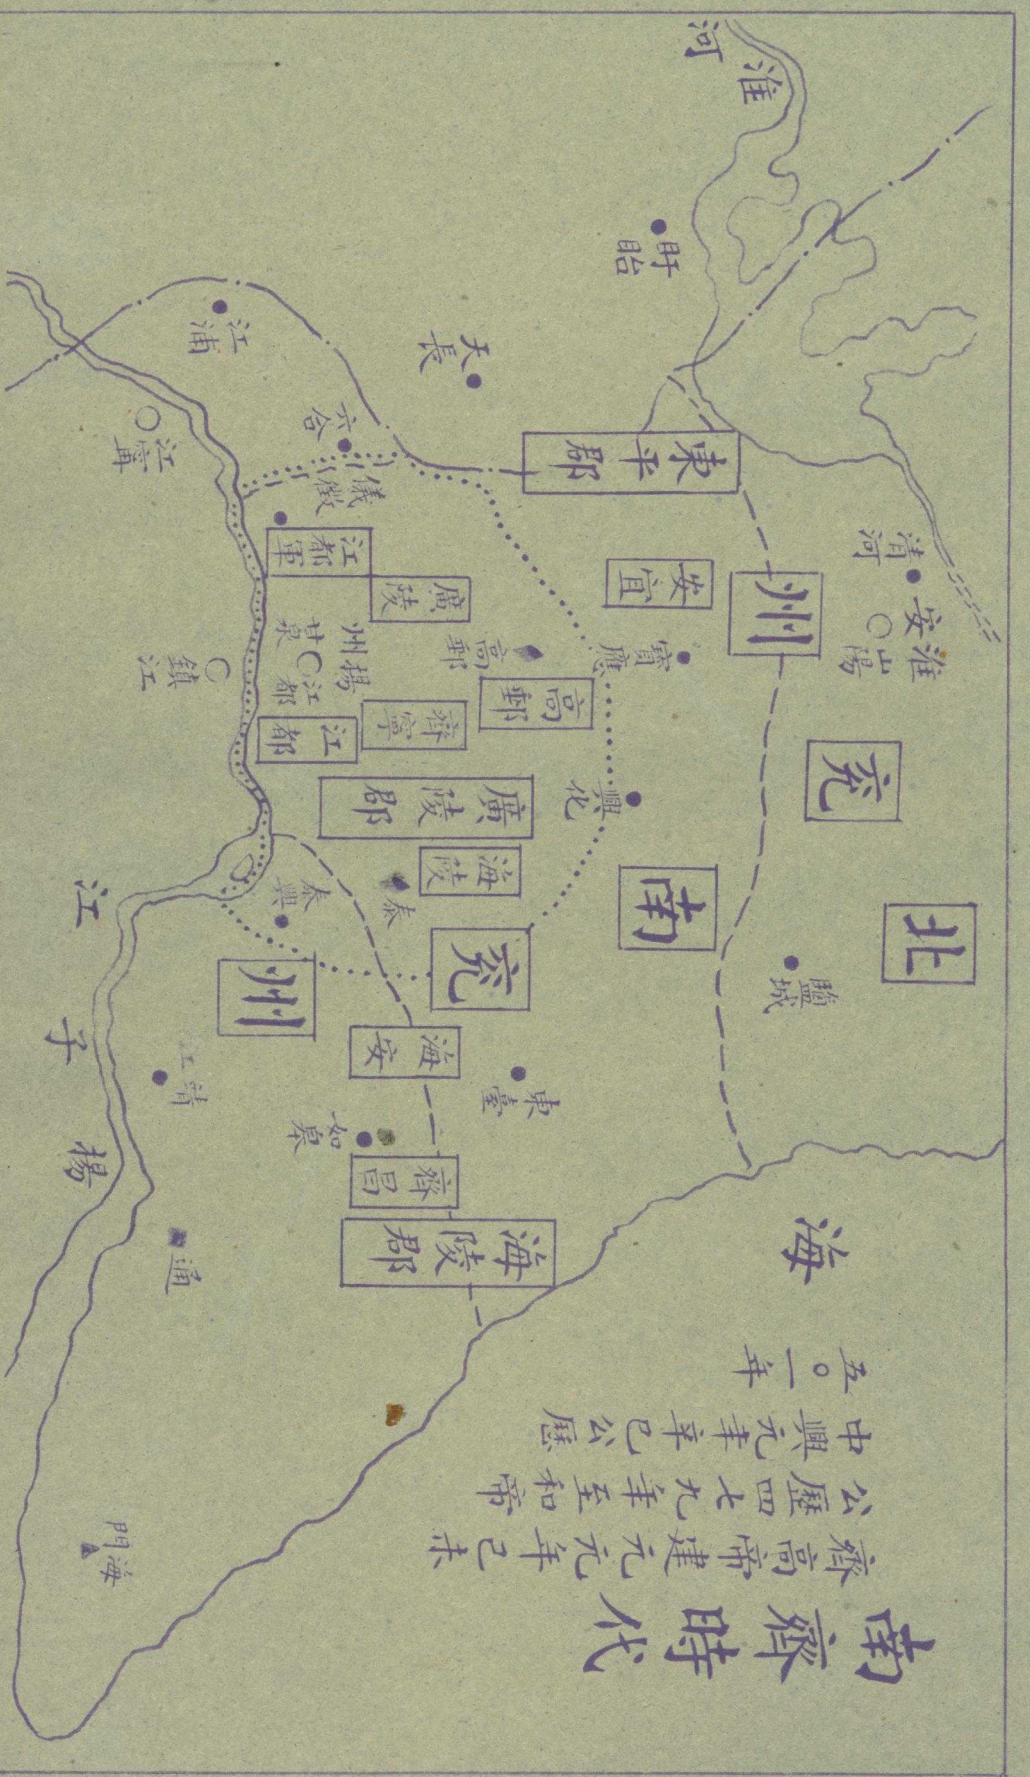 南齊時代
齊高帝建元元年己未
公歷四七九年至和帝
中興元年辛巳公歷
五〇一年
海
北
兗
州
南
兗
州
東平郡
安宜
高郵
廣陵
江都軍
齊寧
江都
廣陵郡
海陵
海安
齊昌
海陵郡
淮河
盱眙
天長
江浦
六合
儀徵
江寧
清河
淮安
山陽
寶應
高郵
揚州
江都
甘泉
鎮江
興化
泰
泰興
鹽城
東臺
如皋
靖江
通
海門
揚子江